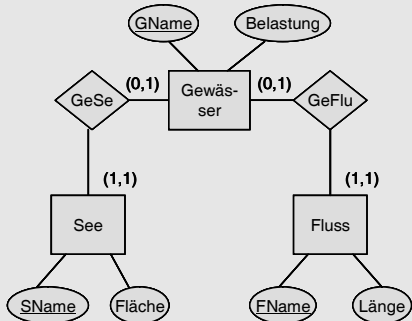 GName
Belastung
(0,1)
(0,1)
GeSe
Gewäs-
ser
GeFlu
(1,1)
(1,1)
See
Fluss
SName
Fläche
FName
Länge